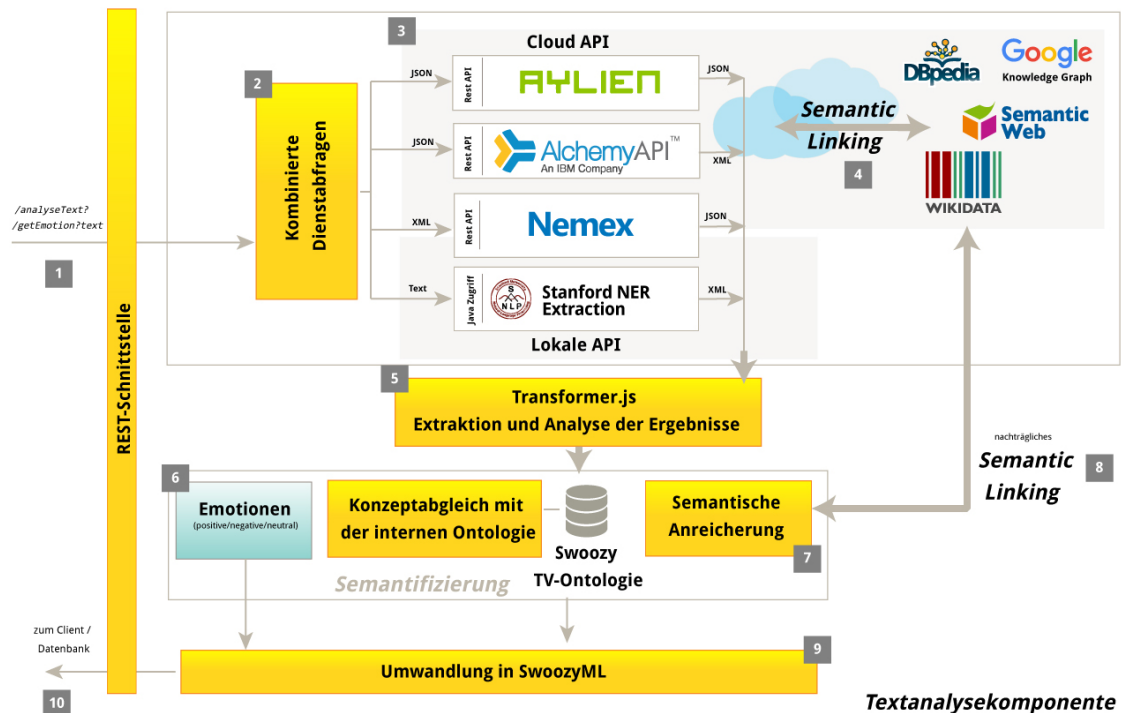 /analyseText?
/getEmotion?text
1
REST-Schnittstelle
2
Kombinierte
Dienstabfragen
3
Cloud API
JSON
Rest API
AYLIEN
JSON
JSON
Rest API
AlchemyAPI™
An IBM Company
XML
XML
Rest API
Nemex
JSON
Text
Java Zugriff
S
NLP
Stanford NER
Extraction
XML
Lokale API
Semantic
Linking
4
DBpedia
Google
Knowledge Graph
Semantic
Web
WIKIDATA
5
Transformer.js
Extraktion und Analyse der Ergebnisse
6
Emotionen
(positive/negative/neutral)
Konzeptabgleich mit
der internen Ontologie
Swoozy
TV-Ontologie
Semantische
Anreicherung
7
Semantifizierung
nachträgliches
Semantic
Linking
8
9
Umwandlung in SwoozyML
zum Client /
Datenbank
10
Textanalysekomponente